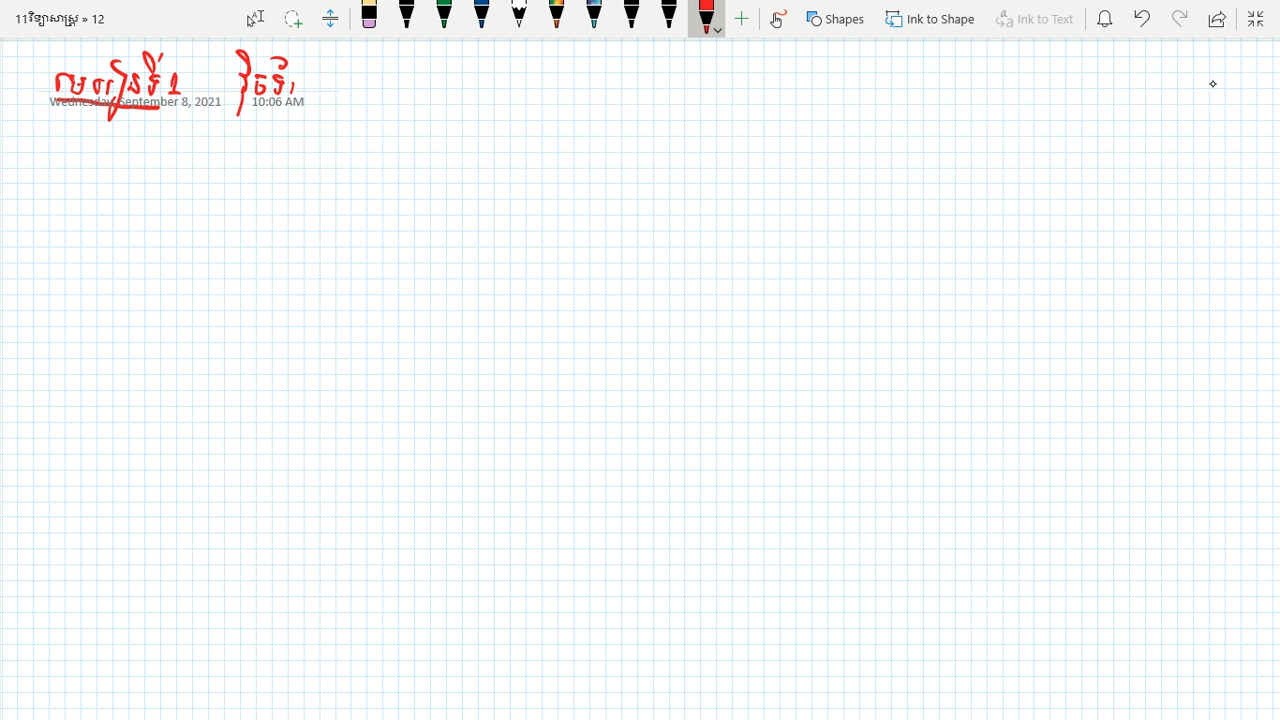 11វិទ្យាសាស្រ្ត » 12
Shapes
Ink to Shape
Ink to Text
មេរៀនទី1
Wednesday, September 8, 2021 10:06 AM